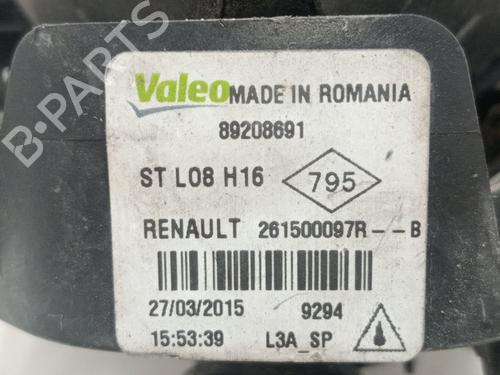 B-PARTS
Valeo MADE IN ROMANIA
89208691
ST L08 H16 795
RENAULT 261500097R--B
27/03/2015 9294
15:53:39 L3A_SP